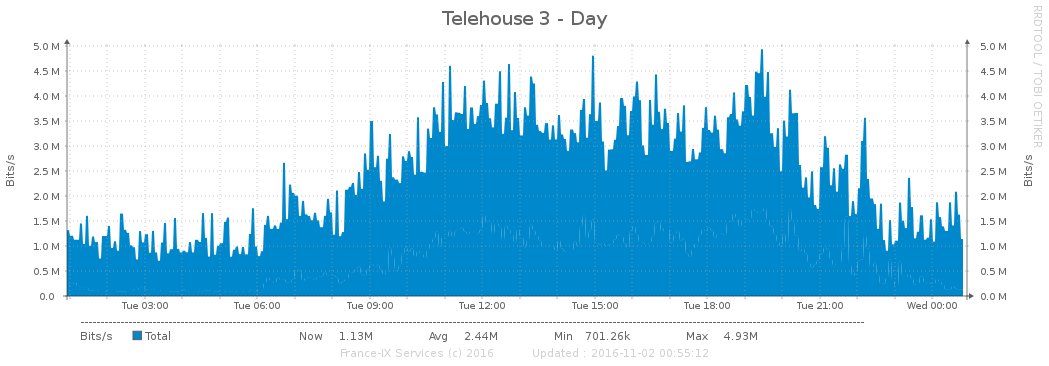 Telehouse 3 - Day
RRDTOOL / TOBI OETIKER
Bits/s
Bits/s
5.0 M 5.0 M
4.5 M 4.5 M
4.0 M 4.0 M
3.5 M 3.5 M
3.0 M 3.0 M
2.5 M 2.5 M
2.0 M 2.0 M
1.5 M 1.5 M
1.0 M 1.0 M
0.5 M 0.5 M
0.0 0.0 M
Tue 03:00 Tue 06:00 Tue 09:00 Tue 12:00 Tue 15:00 Tue 18:00 Tue 21:00 Wed 00:00
Bits/s Total Now 1.13M Avg 2.44M Min 701.26k Max 4.93M
France-IX Services (c) 2016 Updated : 2016-11-02 00:55:12